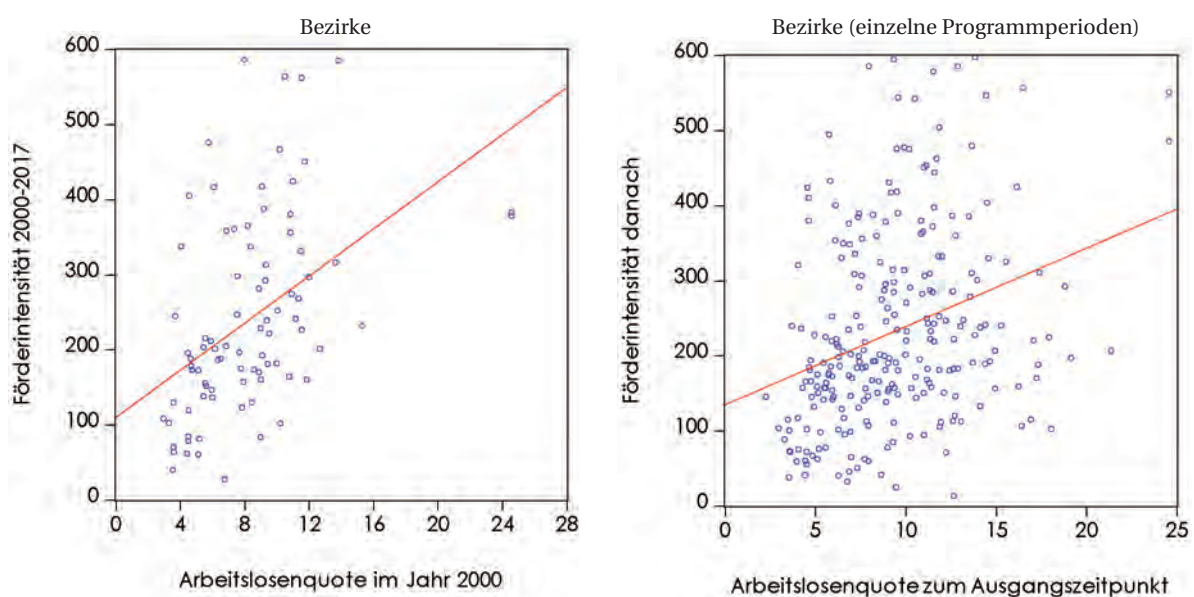 Bezirke
Förderintensität 2000-2017
600
500
400
300
200
100
0
0 4 8 12 16 20 24 28
Arbeitslosenquote im Jahr 2000
Bezirke (einzelne Programmperioden)
Förderintensität danach
600
500
400
300
200
100
0
0 5 10 15 20 25
Arbeitslosenquote zum Ausgangszeitpunkt